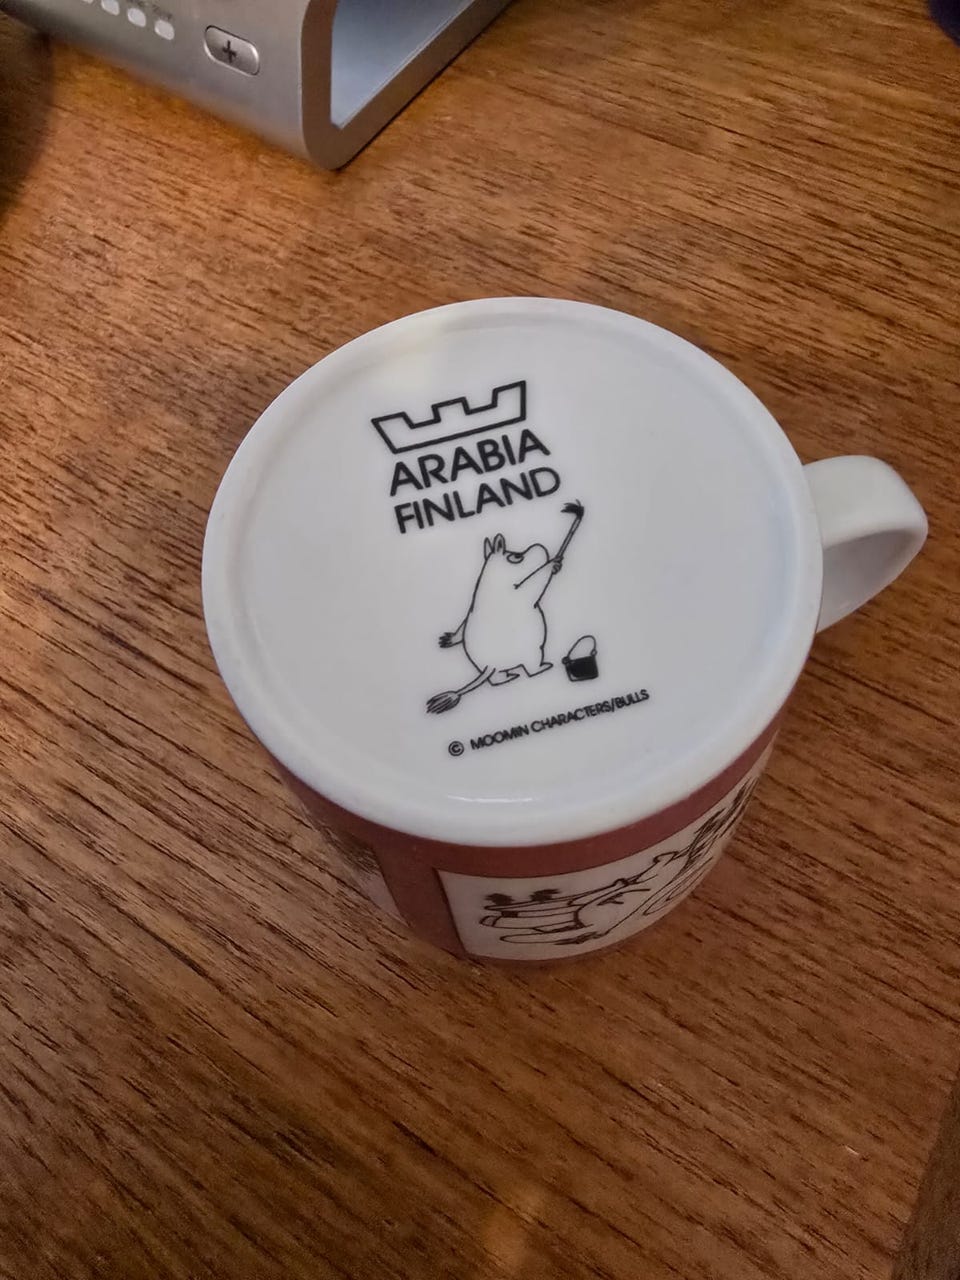 ARABIA
FINLAND
© MOOMIN CHARACTERS/BULLS